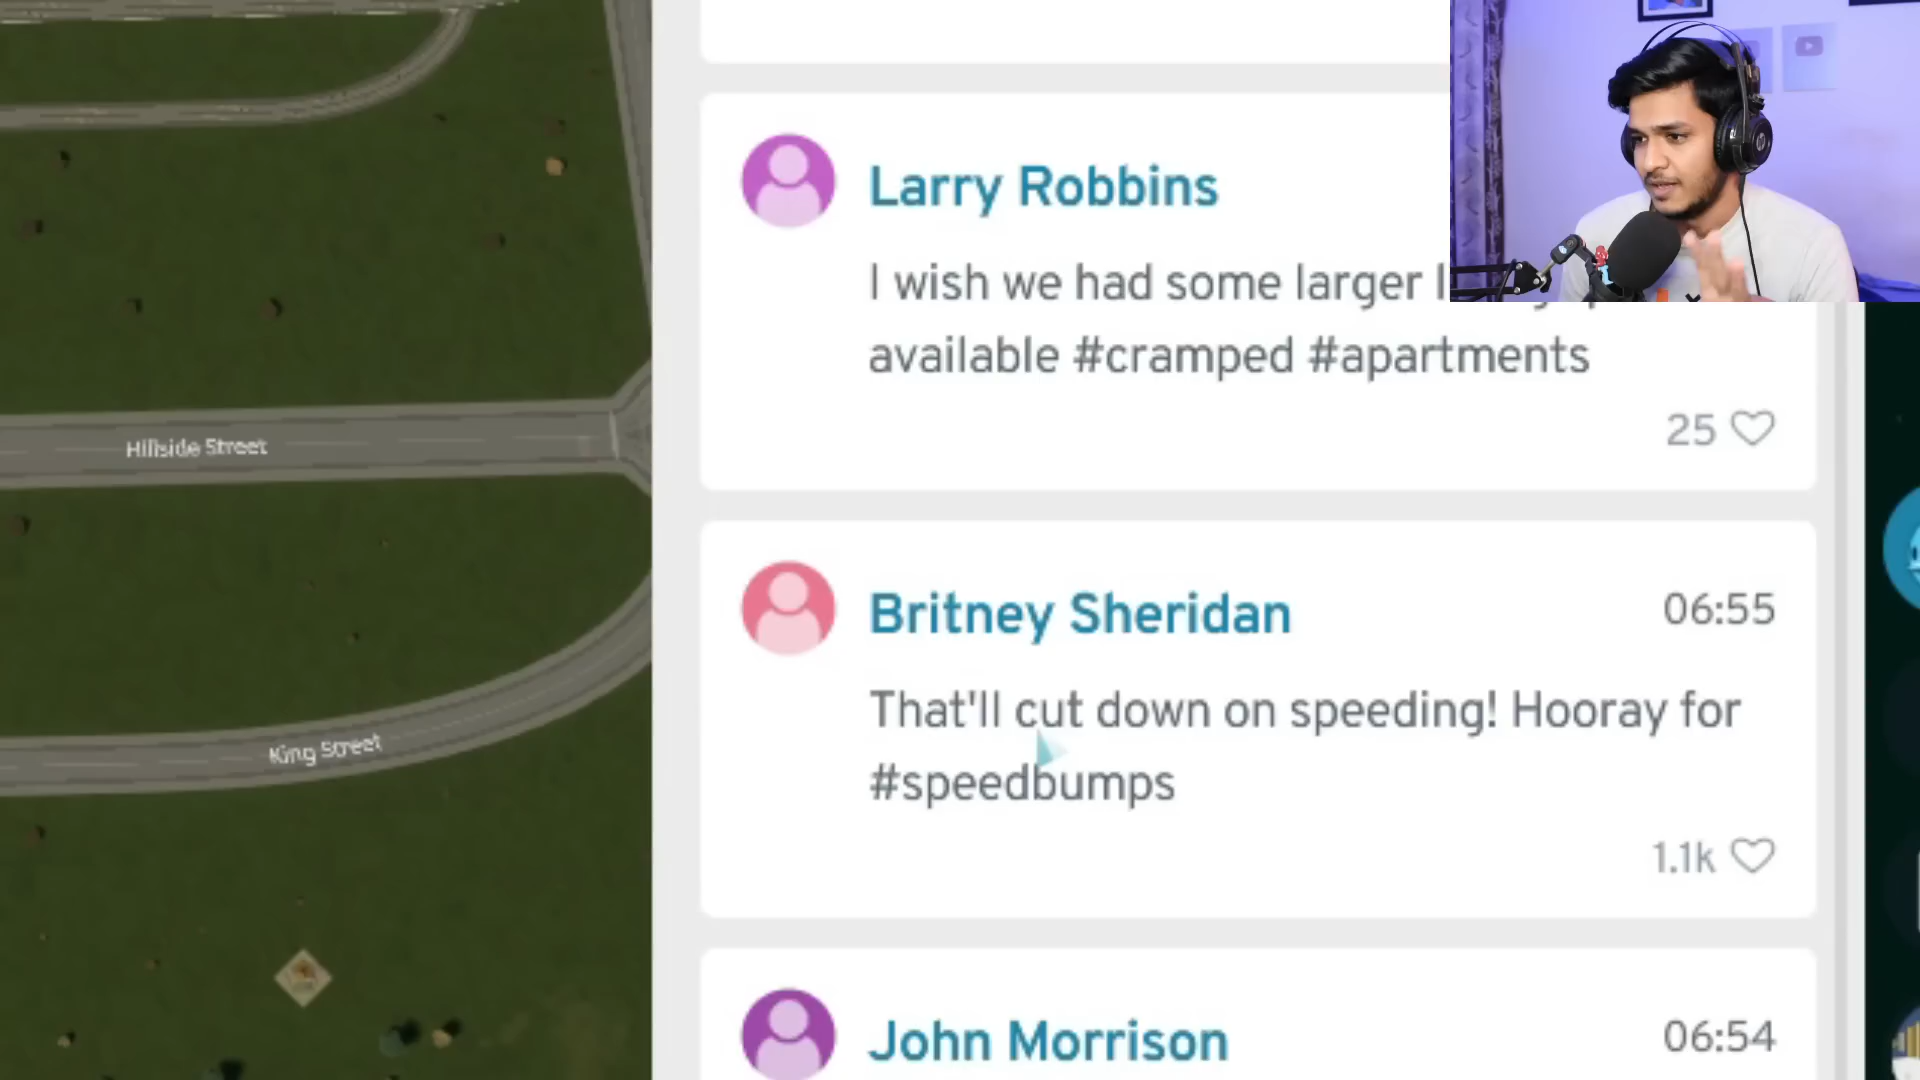 Larry Robbins
I wish we had some larger
available #cramped #apartments
25
Hillside Street
Britney Sheridan
06:55
That'll cut down on speeding! Hooray for
#speedbumps
1.1k
King Street
John Morrison
06:54